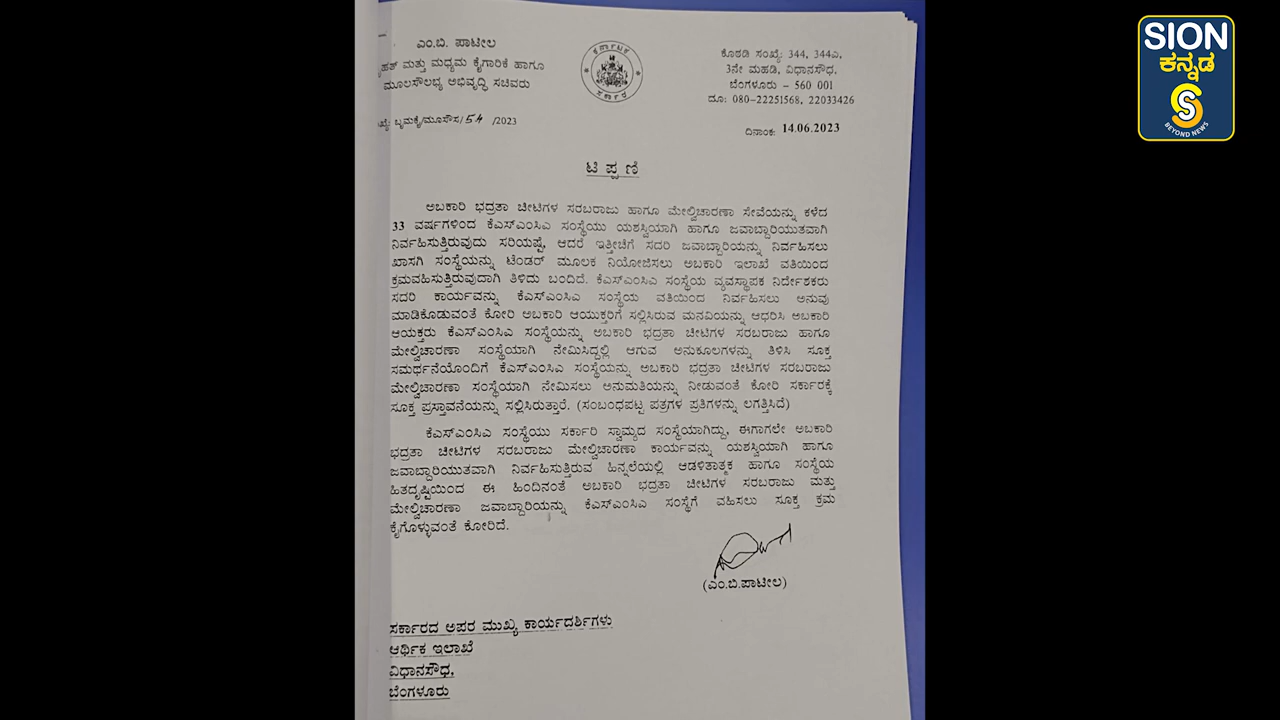 ಎಂ.ಬಿ. ಪಾಟೀಲ
ಮತ್ತು ಮಧ್ಯಮ ಕೈಗಾರಿಕೆ ಹಾಗೂ
ಮೂಲಸೌಲಭ್ಯ ಅಭಿವೃದ್ಧಿ ಸಚಿವರು
ಬೃಮಕೈ/ಮೂಸೌಸ/54 /2023
ಕರ್ನಾಟಕ
ಸರ್ಕಾರ
ಕೊಠಡಿ ಸಂಖ್ಯೆ: 344, 344ಎ,
3ನೇ ಮಹಡಿ, ವಿಧಾನಸೌಧ,
ಬೆಂಗಳೂರು – 560 001
ದೂ: 080–22251568, 22033426
ದಿನಾಂಕ: 14.06.2023
ಟಿ ಪ್ಪ ಣಿ
ಅಬಕಾರಿ ಭದ್ರತಾ ಚೀಟಿಗಳ ಸರಬರಾಜು ಹಾಗೂ ಮೇಲ್ವಿಚಾರಣಾ ಸೇವೆಯನ್ನು ಕಳೆದ
33 ವರ್ಷಗಳಿಂದ ಕೆಎಸ್ಎಂಸಿಎ ಸಂಸ್ಥೆಯು ಯಶಸ್ವಿಯಾಗಿ ಹಾಗೂ ಜವಾಬ್ದಾರಿಯುತವಾಗಿ
ನಿರ್ವಹಿಸುತ್ತಿರುವುದು ಸರಿಯಷ್ಟೆ, ಆದರೆ ಇತ್ತೀಚಿಗೆ ಸದರಿ ಜವಾಬ್ದಾರಿಯನ್ನು ನಿರ್ವಹಿಸಲು
ಖಾಸಗಿ ಸಂಸ್ಥೆಯನ್ನು ಟೆಂಡರ್ ಮೂಲಕ ನಿಯೋಜಿಸಲು ಅಬಕಾರಿ ಇಲಾಖೆ ವತಿಯಿಂದ
ಕ್ರಮವಹಿಸುತ್ತಿರುವುದಾಗಿ ತಿಳಿದು ಬಂದಿದೆ. ಕೆಎಸ್ಎಂಸಿಎ ಸಂಸ್ಥೆಯ ವ್ಯವಸ್ಥಾಪಕ ನಿರ್ದೇಶಕರು
ಸದರಿ ಕಾರ್ಯವನ್ನು ಕೆಎಸ್ಎಂಸಿಎ ಸಂಸ್ಥೆಯ ವತಿಯಿಂದ ನಿರ್ವಹಿಸಲು ಅನುವು
ಮಾಡಿಕೊಡುವಂತೆ ಕೋರಿ ಅಬಕಾರಿ ಆಯುಕ್ತರಿಗೆ ಸಲ್ಲಿಸಿರುವ ಮನವಿಯನ್ನು ಆಧರಿಸಿ ಅಬಕಾರಿ
ಆಯಕ್ತರು ಕೆಎಸ್ಎಂಸಿಎ ಸಂಸ್ಥೆಯನ್ನು ಅಬಕಾರಿ ಭದ್ರತಾ ಚೀಟಿಗಳ ಸರಬರಾಜು ಹಾಗೂ
ಮೇಲ್ವಿಚಾರಣಾ ಸಂಸ್ಥೆಯಾಗಿ ನೇಮಿಸಿದ್ದಲ್ಲಿ ಆಗುವ ಅನುಕೂಲಗಳನ್ನು ತಿಳಿಸಿ ಸೂಕ್ತ
ಸಮರ್ಥನೆಯೊಂದಿಗೆ ಕೆಎಸ್ಎಂಸಿಎ ಸಂಸ್ಥೆಯನ್ನು ಅಬಕಾರಿ ಭದ್ರತಾ ಚೀಟಿಗಳ ಸರಬರಾಜು
ಮೇಲ್ವಿಚಾರಣಾ ಸಂಸ್ಥೆಯಾಗಿ ನೇಮಿಸಲು ಅನುಮತಿಯನ್ನು ನೀಡುವಂತೆ ಕೋರಿ ಸರ್ಕಾರಕ್ಕೆ
ಸೂಕ್ತ ಪ್ರಸ್ತಾವನೆಯನ್ನು ಸಲ್ಲಿಸಿರುತ್ತಾರೆ. (ಸಂಬಂಧಪಟ್ಟ ಪತ್ರಗಳ ಪ್ರತಿಗಳನ್ನು ಲಗತ್ತಿಸಿದೆ)
ಕೆಎಸ್ಎಂಸಿಎ ಸಂಸ್ಥೆಯು ಸರ್ಕಾರಿ ಸ್ವಾಮ್ಯದ ಸಂಸ್ಥೆಯಾಗಿದ್ದು, ಈಗಾಗಲೇ ಅಬಕಾರಿ
ಭದ್ರತಾ ಚೀಟಿಗಳ ಸರಬರಾಜು ಮೇಲ್ವಿಚಾರಣಾ ಕಾರ್ಯವನ್ನು ಯಶಸ್ವಿಯಾಗಿ ಹಾಗೂ
ಜವಾಬ್ದಾರಿಯುತವಾಗಿ ನಿರ್ವಹಿಸುತ್ತಿರುವ ಹಿನ್ನಲೆಯಲ್ಲಿ ಆಡಳಿತಾತ್ಮಕ ಹಾಗೂ ಸಂಸ್ಥೆಯ
ಹಿತದೃಷ್ಟಿಯಿಂದ ಈ ಹಿಂದಿನಂತೆ ಅಬಕಾರಿ ಭದ್ರತಾ ಚೀಟಿಗಳ ಸರಬರಾಜು ಮತ್ತು
ಮೇಲ್ವಿಚಾರಣಾ ಜವಾಬ್ದಾರಿಯನ್ನು ಕೆಎಸ್ಎಂಸಿಎ ಸಂಸ್ಥೆಗೆ ವಹಿಸಲು ಸೂಕ್ತ ಕ್ರಮ
ಕೈಗೊಳ್ಳುವಂತೆ ಕೋರಿದೆ.
(ಎಂ.ಬಿ.ಪಾಟೀಲ)
ಸರ್ಕಾರದ ಅಪರ ಮುಖ್ಯ ಕಾರ್ಯದರ್ಶಿಗಳು
ಆರ್ಥಿಕ ಇಲಾಖೆ
ವಿಧಾನಸೌಧ,
ಬೆಂಗಳೂರು
SION
ಕನ್ನಡ
S
BEYOND NEWS